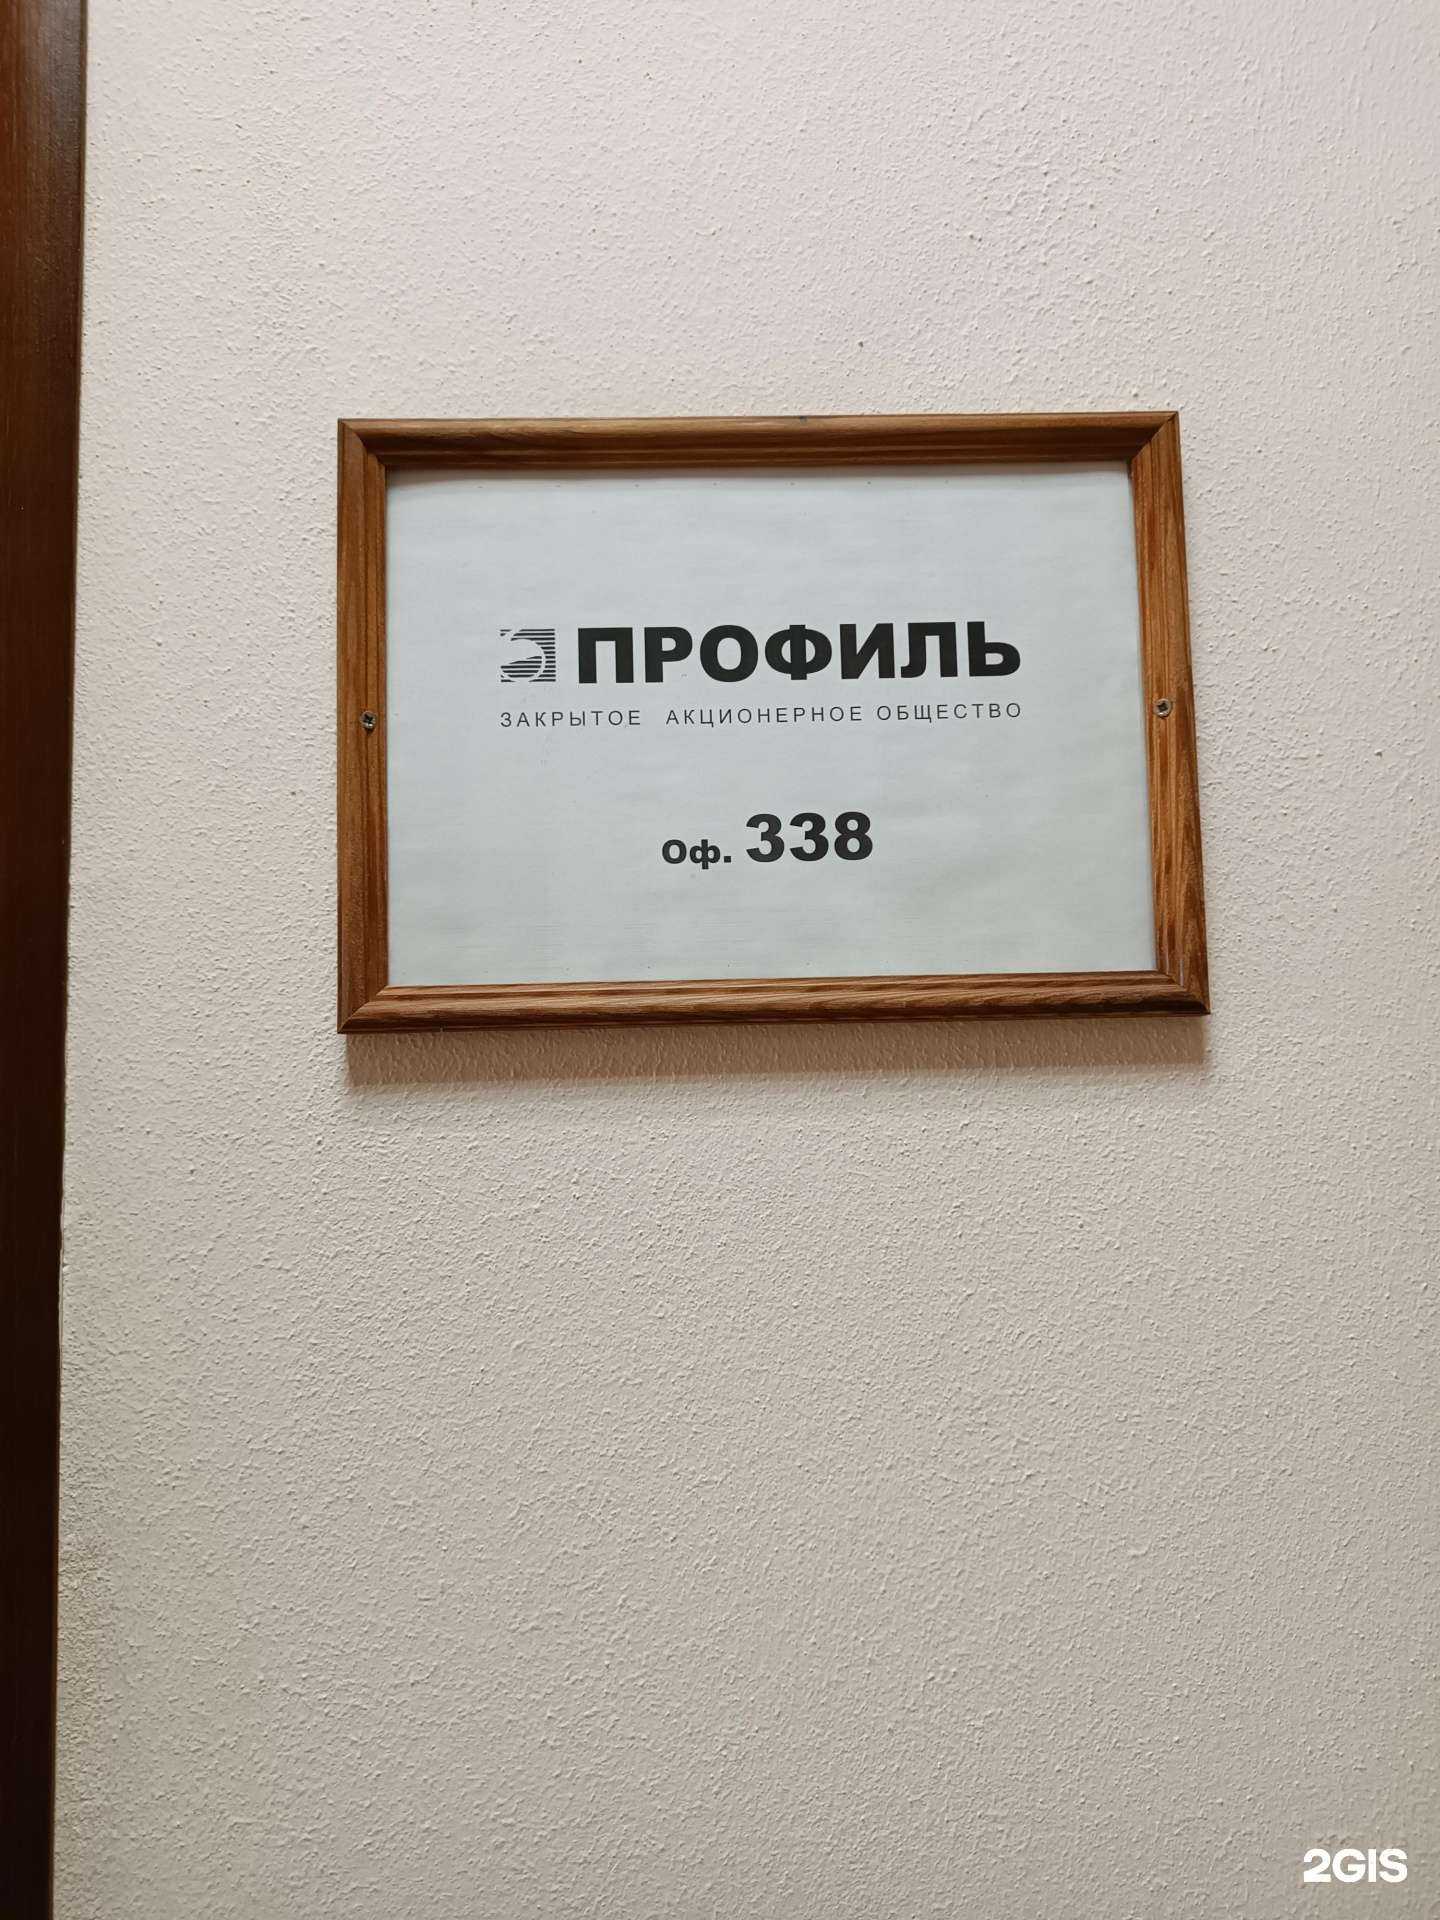 ПРОФИЛЬ
ЗАКРЫТОЕ АКЦИОНЕРНОЕ ОБЩЕСТВО
оф. 338
2GIS